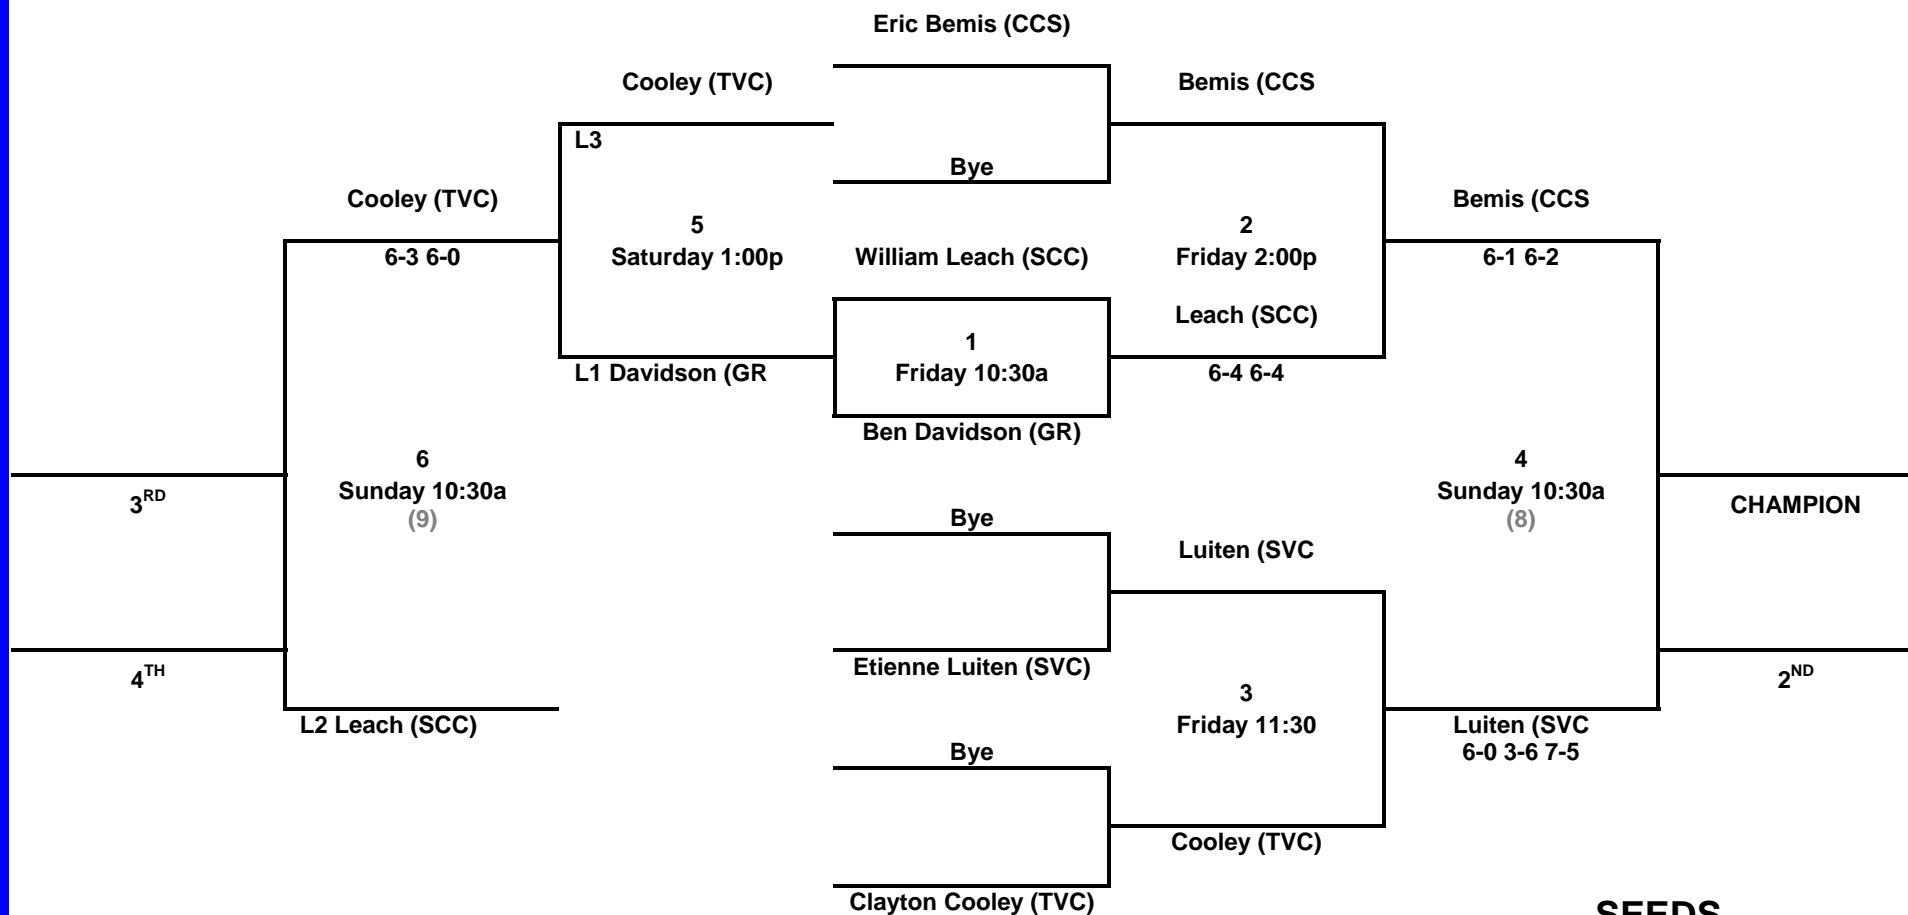 Eric Bemis (CCS)
Cooley (TVC)
Bemis (CCS
L3
Bye
Cooley (TVC)
Bemis (CCS
5
2
6-3 6-0
Saturday 1:00p
William Leach (SCC)
Friday 2:00p
6-1 6-2
Leach (SCC)
1
L1 Davidson (GR
Friday 10:30a
6-4 6-4
Ben Davidson (GR)
6
4
Sunday 10:30a
Sunday 10:30a
3RD
(9)
Bye
(8)
CHAMPION
Luiten (SVC
Etienne Luiten (SVC)
4TH
2ND
3
L2 Leach (SCC)
Friday 11:30
Luiten (SVC
Bye
6-0 3-6 7-5
Cooley (TVC)
Clayton Cooley (TVC)
SEEDS